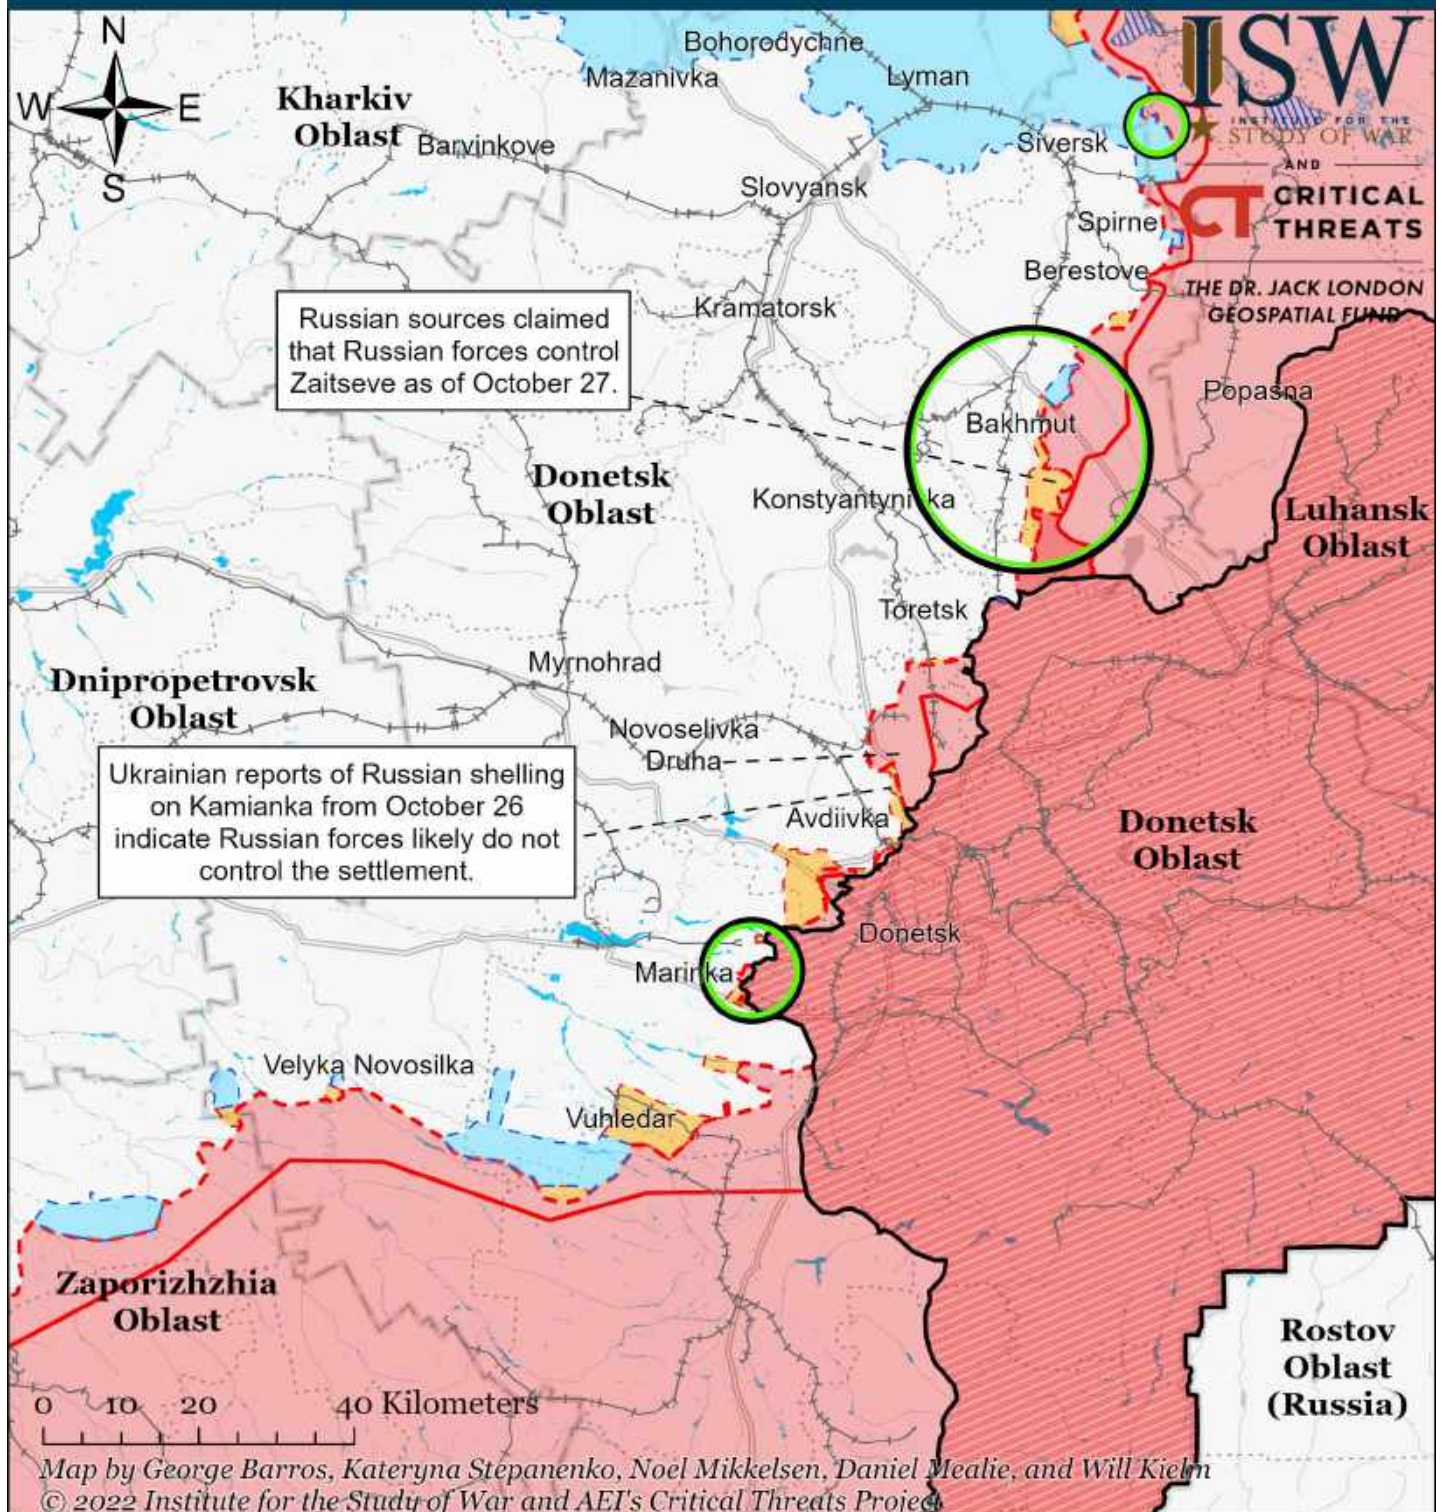 N
W E
S
ISW
INSTITUTE FOR THE
STUDY OF WAR
AND
CT CRITICAL
THREATS
THE DR. JACK LONDON
GEOSPATIAL FUND
Bohorodychne
Mazanivka
Lyman
Kharkiv
Oblast
Barvinkove
Siversk
Slovyansk
Spirne
Berestove
Kramatorsk
Russian sources claimed
that Russian forces control
Zaitseve as of October 27.
Popasna
Bakhmut
Donetsk
Oblast
Konstyantynivka
Luhansk
Oblast
Toretsk
Myrnohrad
Dnipropetrovsk
Oblast
Novoselivka
Druha
Ukrainian reports of Russian shelling
on Kamianka from October 26
indicate Russian forces likely do not
control the settlement.
Avdiivka
Donetsk
Oblast
Donetsk
Marinka
Velyka Novosilka
Vuhledar
Zaporizhzhia
Oblast
Rostov
Oblast
(Russia)
0 10 20 40 Kilometers
Map by George Barros, Kateryna Stepanenko, Noel Mikkelsen, Daniel Mealie, and Will Kielm
© 2022 Institute for the Study of War and AEI's Critical Threats Project